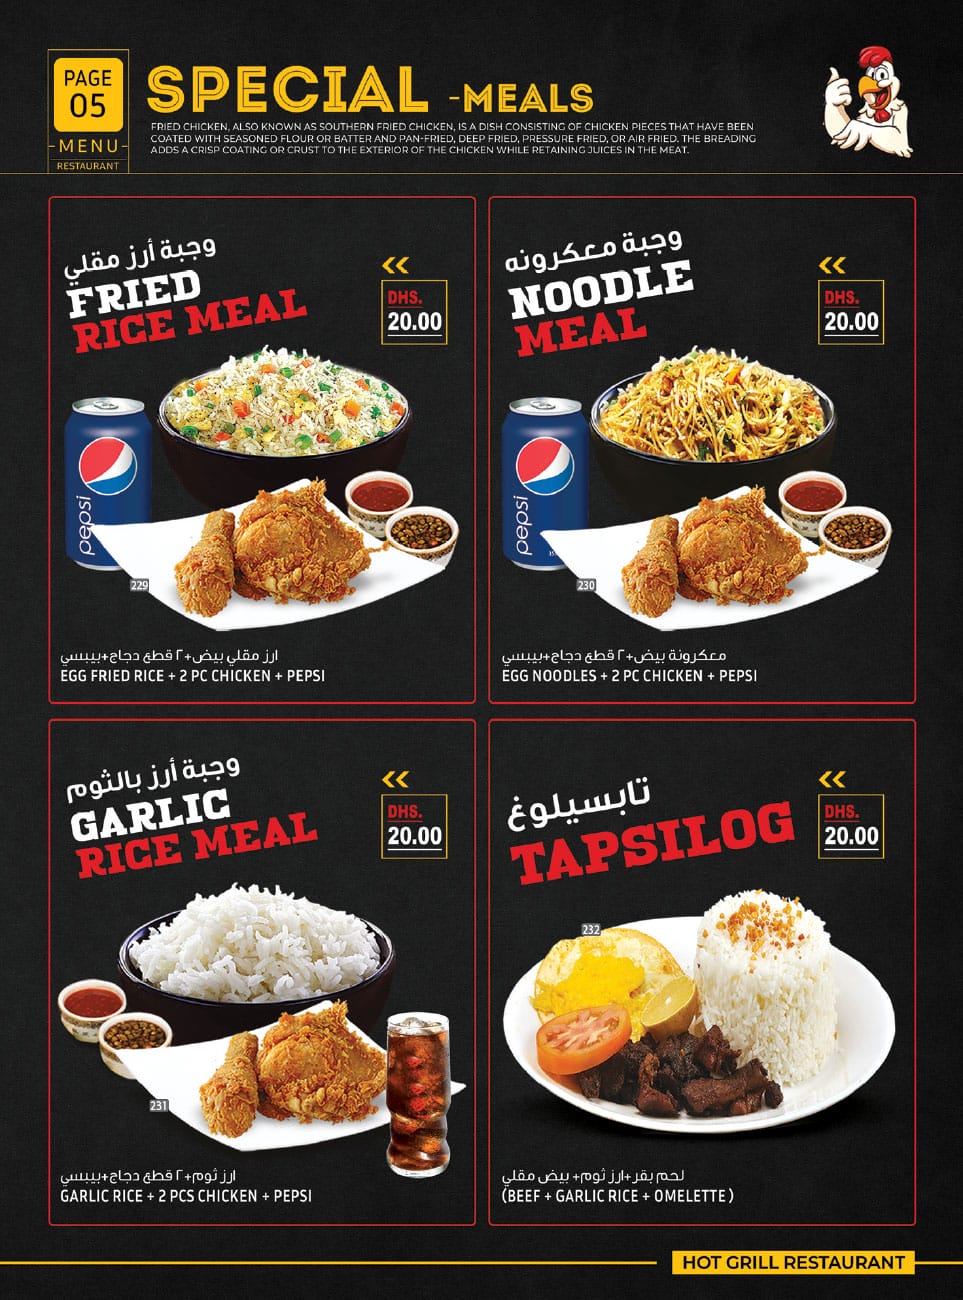 PAGE
05
-MENU-
RESTAURANT
SPECIAL -MEALS
FRIED CHICKEN, ALSO KNOWN AS SOUTHERN FRIED CHICKEN, IS A DISH CONSISTING OF CHICKEN PIECES THAT HAVE BEEN
COATED WITH SEASONED FLOUR OR BATTER AND PAN-FRIED, DEEP FRIED, PRESSURE FRIED, OR AIR FRIED. THE BREADING
ADDS A CRISP COATING OR CRUST TO THE EXTERIOR OF THE CHICKEN WHILE RETAINING JUICES IN THE MEAT.
وجبة أرز مقلي
FRIED
RICE MEAL
DHS.
20.00
pepsi
229
ارز مقلي بيض+٢ قطع دجاج+بيبسي
EGG FRIED RICE + 2 PC CHICKEN + PEPSI
وجبة معكرونه
NOODLE
MEAL
DHS.
20.00
pepsi
230
معكرونة بيض+٢ قطع دجاج+بيبسي
EGG NOODLES + 2 PC CHICKEN + PEPSI
وجبة أرز بالثوم
GARLIC
RICE MEAL
DHS.
20.00
231
ارز ثوم+٢ قطع دجاج+بيبسي
GARLIC RICE + 2 PCS CHICKEN + PEPSI
تابسيلوغ
TAPSILOG
DHS.
20.00
232
لحم بقر+ارز ثوم+ بيض مقلي
(BEEF + GARLIC RICE + OMELETTE )
HOT GRILL RESTAURANT